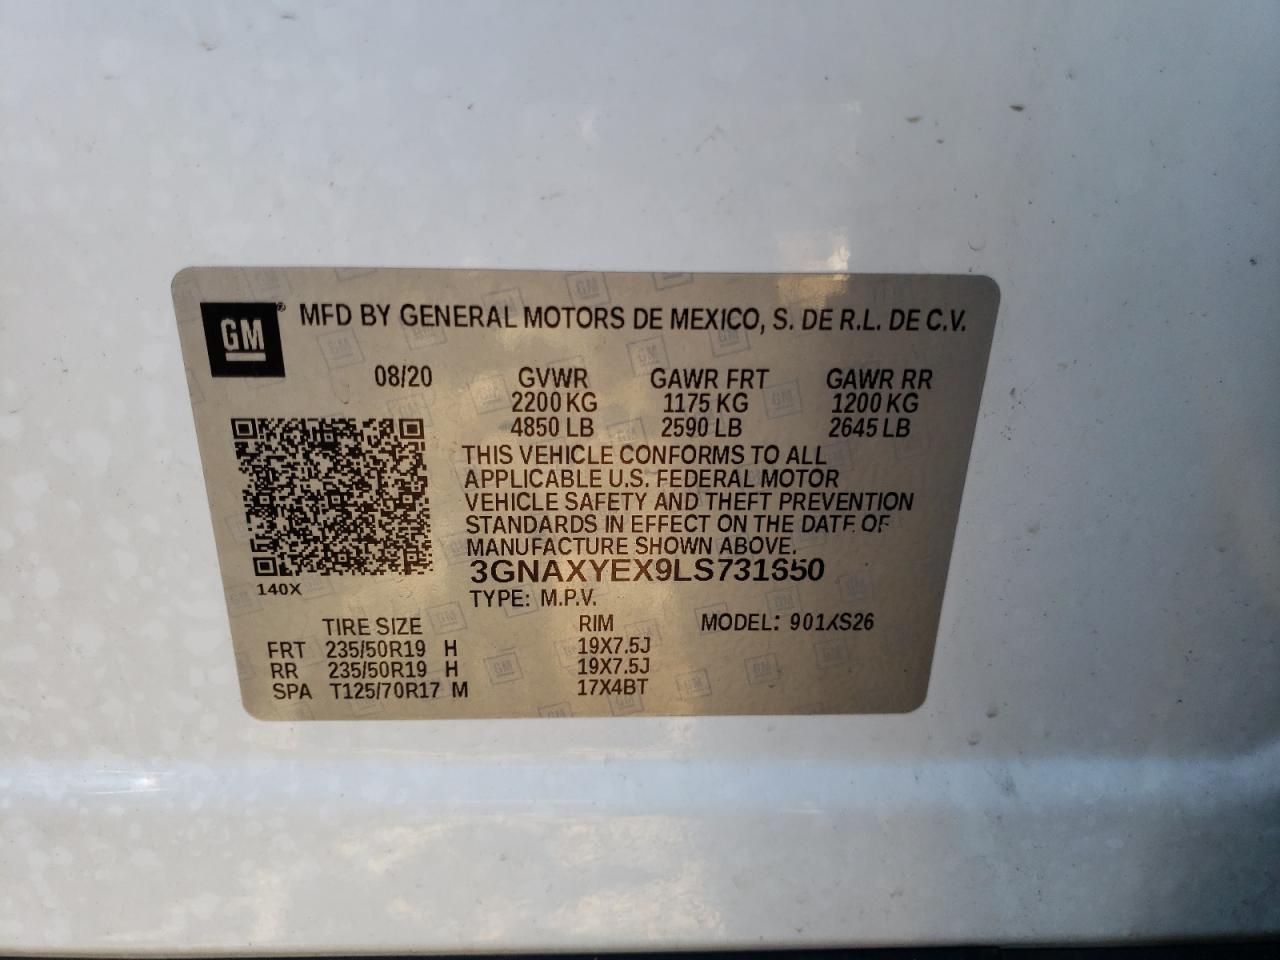 GM®
MFD BY GENERAL MOTORS DE MEXICO, S. DE R.L. DE C.V.
08/20 GVWR GAWR FRT GAWR RR
2200 KG 1175 KG 1200 KG
4850 LB 2590 LB 2645 LB
THIS VEHICLE CONFORMS TO ALL
APPLICABLE U.S. FEDERAL MOTOR
VEHICLE SAFETY AND THEFT PREVENTION
STANDARDS IN EFFECT ON THE DATE OF
MANUFACTURE SHOWN ABOVE.
3GNAXYEX9LS731650
140X
TYPE: M.P.V.
TIRE SIZE RIM MODEL: 901XS26
FRT 235/50R19 H 19X7.5J
RR 235/50R19 H 19X7.5J
SPA T125/70R17 M 17X4BT